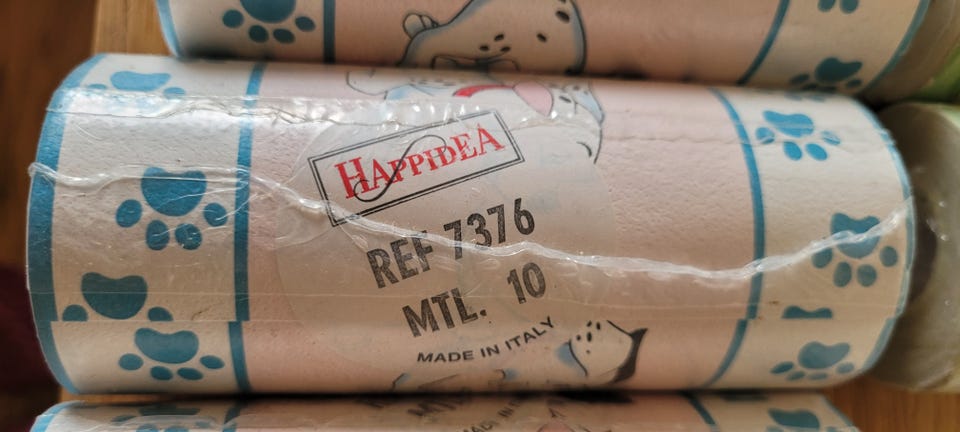 HAPPIDEA
REF 7376
MTL. 10
MADE IN ITALY